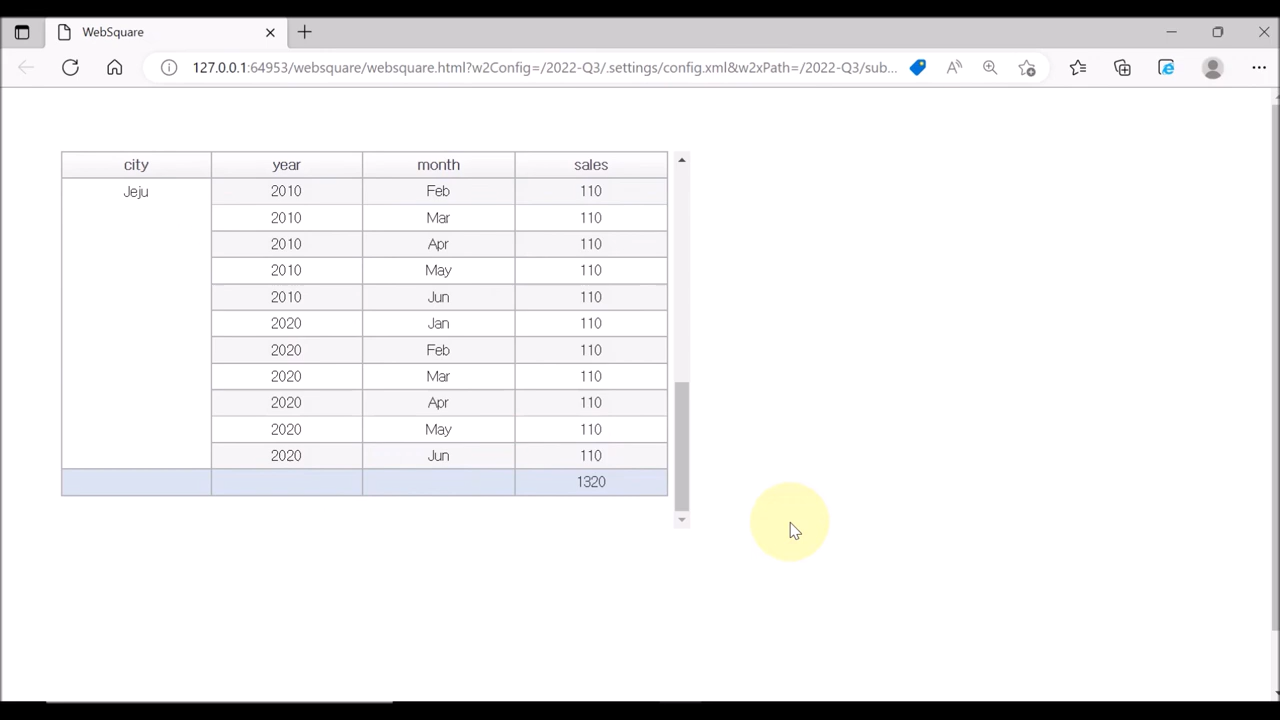 WebSquare
127.0.0.1:64953/websquare/websquare.html?w2Config=/2022-Q3/.settings/config.xml&w2xPath=/2022-Q3/sub...
city year month sales
Jeju 2010 Feb 110
2010 Mar 110
2010 Apr 110
2010 May 110
2010 Jun 110
2020 Jan 110
2020 Feb 110
2020 Mar 110
2020 Apr 110
2020 May 110
2020 Jun 110
1320